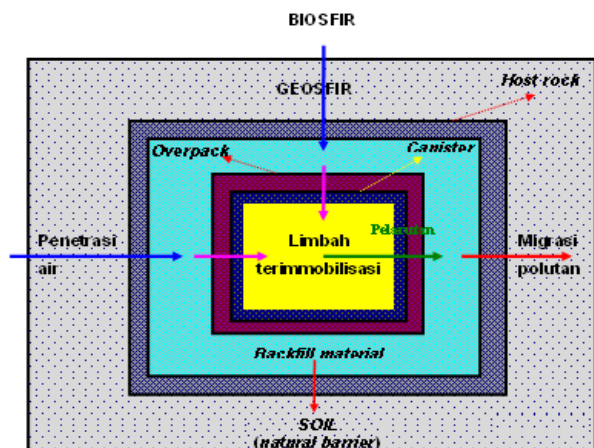 BIOSFIR
GEOSFIR
Host rock
Overpack
Canister
Pelarutan
Penetrasi
air
Limbah
terimmobilisasi
Migrasi
polutan
Backfill material
SOIL
(natural barrier)